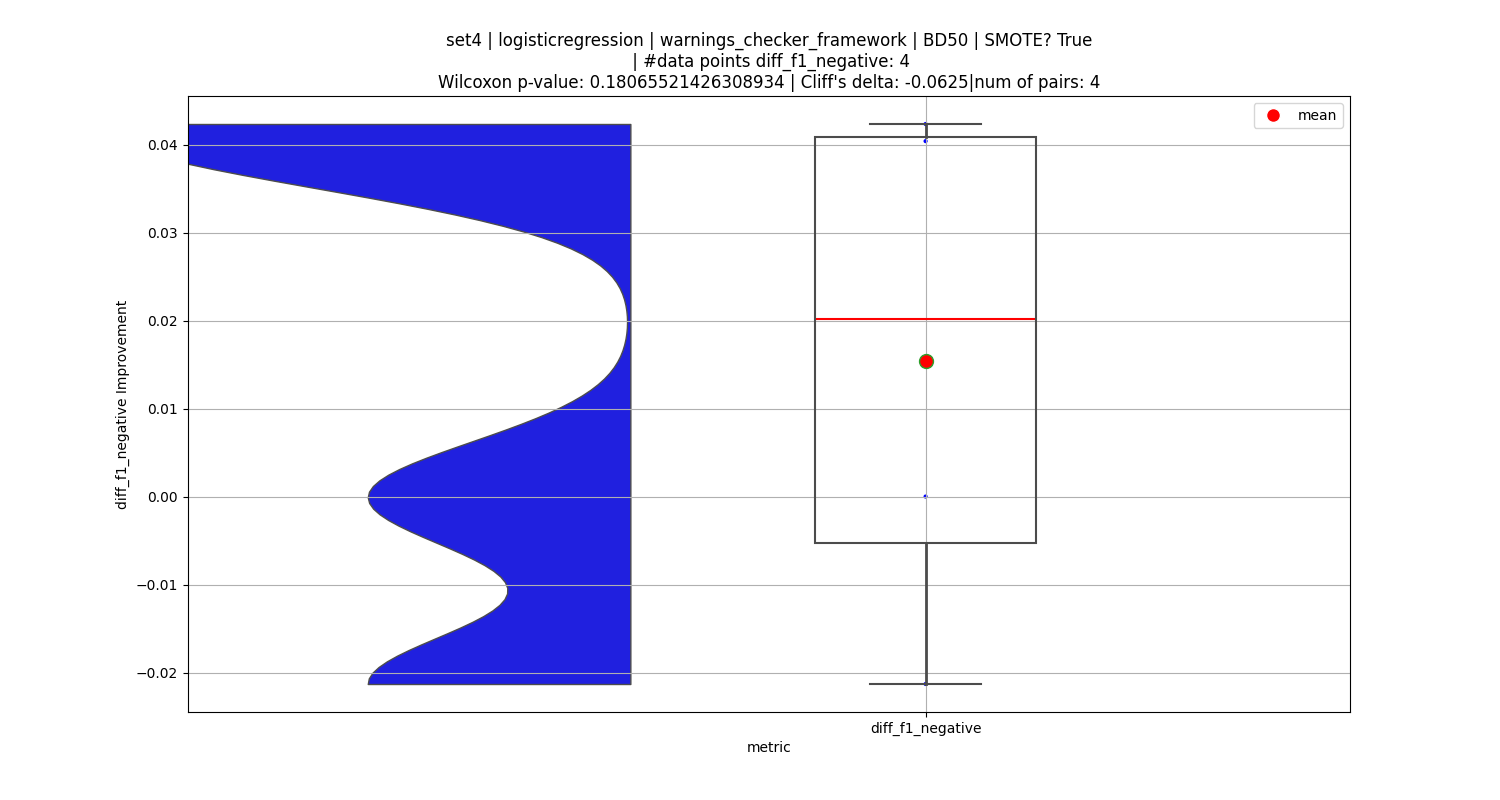 set4 | logisticregression | warnings_checker_framework | BD50 | SMOTE? True
| #data points diff_f1_negative: 4
Wilcoxon p-value: 0.18065521426308934 | Cliff's delta: -0.0625|num of pairs: 4
mean
0.04
0.03
0.02
0.01
0.00
−0.01
−0.02
diff_f1_negative Improvement
diff_f1_negative
metric